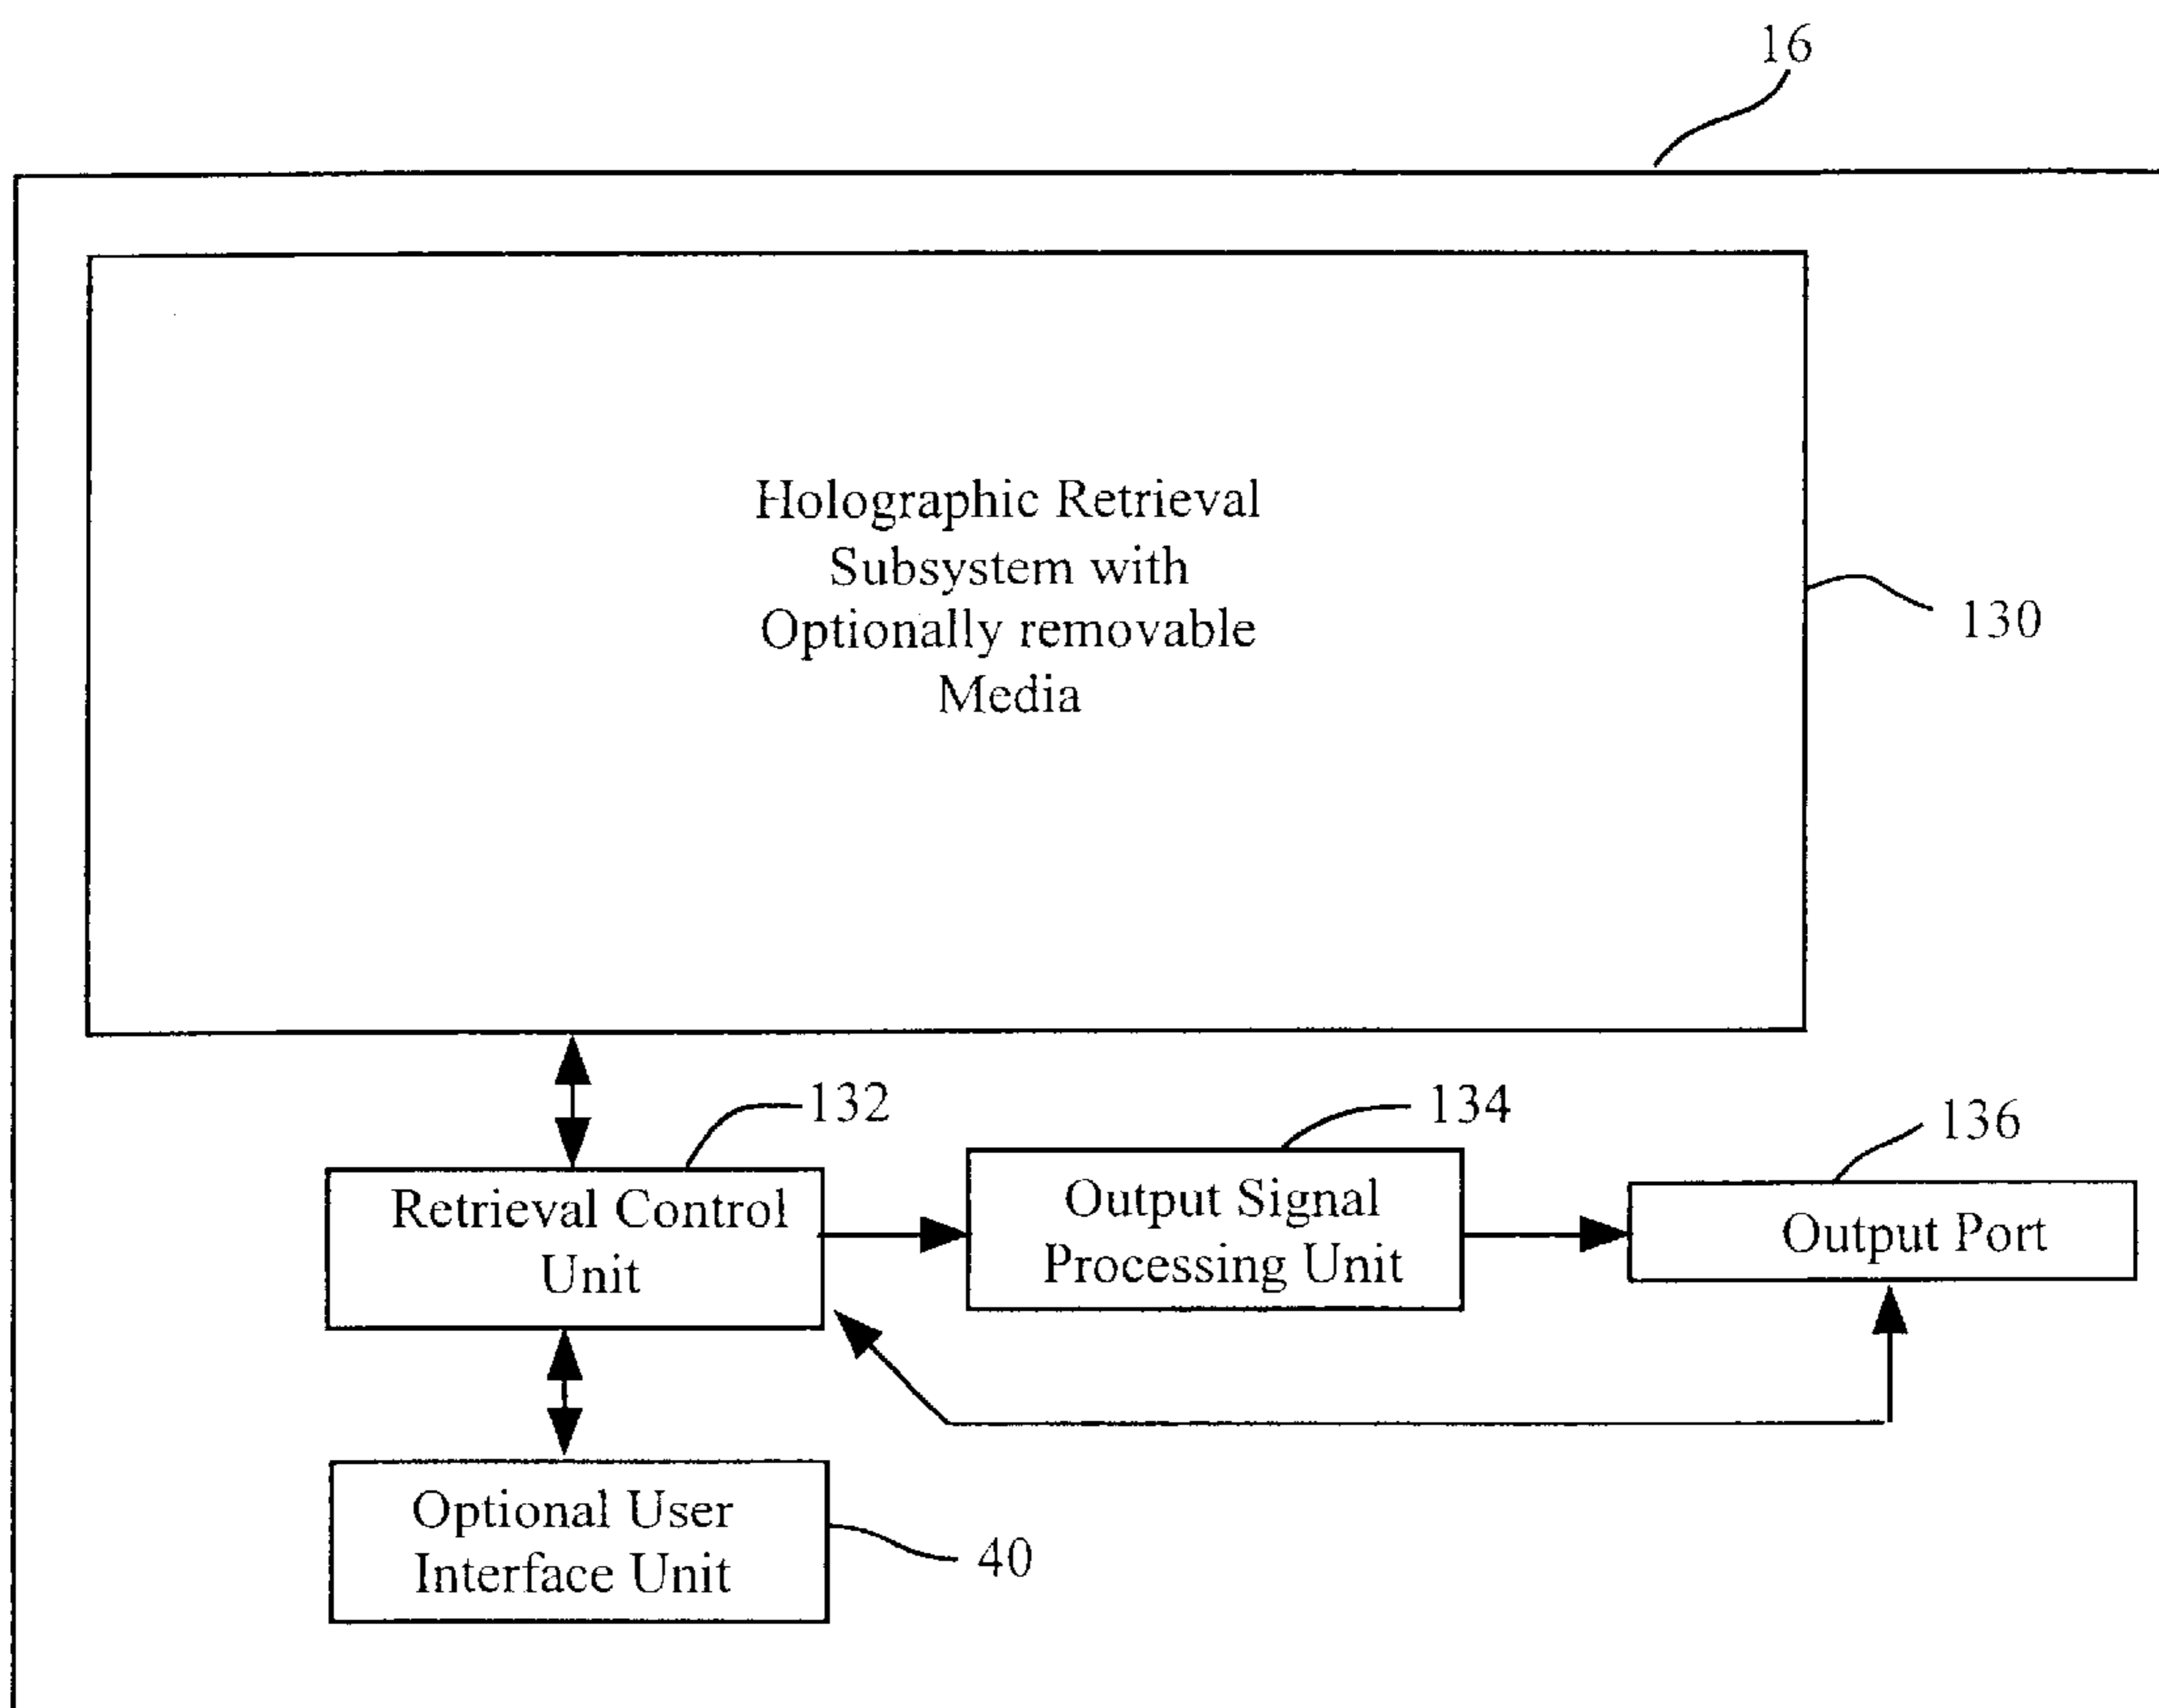 16
Holographic Retrieval
Subsystem with
Optionally removable
Media
130
132
134
136
Retrieval Control
Unit
Output Signal
Processing Unit
Output Port
Optional User
Interface Unit
40